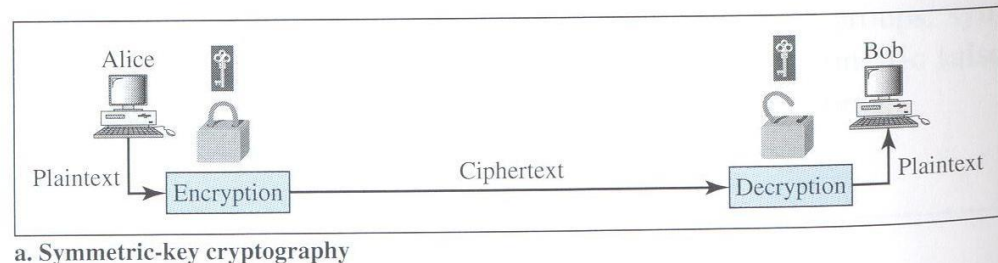 Alice
Bob
Plaintext
Encryption
Ciphertext
Decryption
Plaintext
a. Symmetric-key cryptography